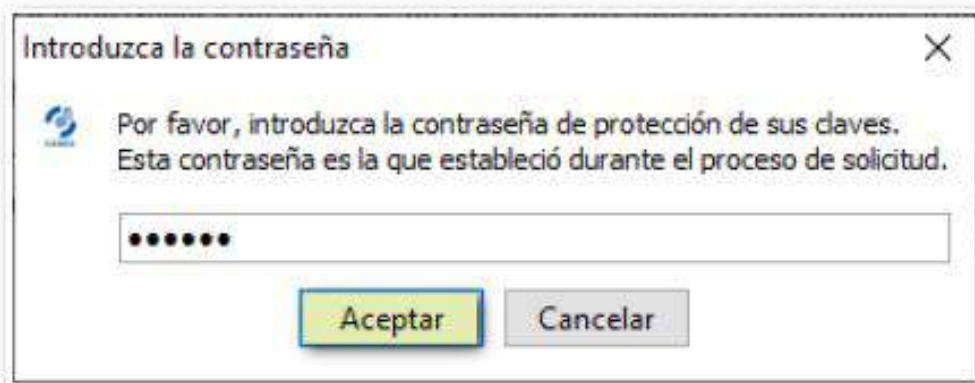 Introduzca la contraseña
Por favor, introduzca la contraseña de protección de sus claves.
Esta contraseña es la que estableció durante el proceso de solicitud.
••••••
Aceptar
Cancelar